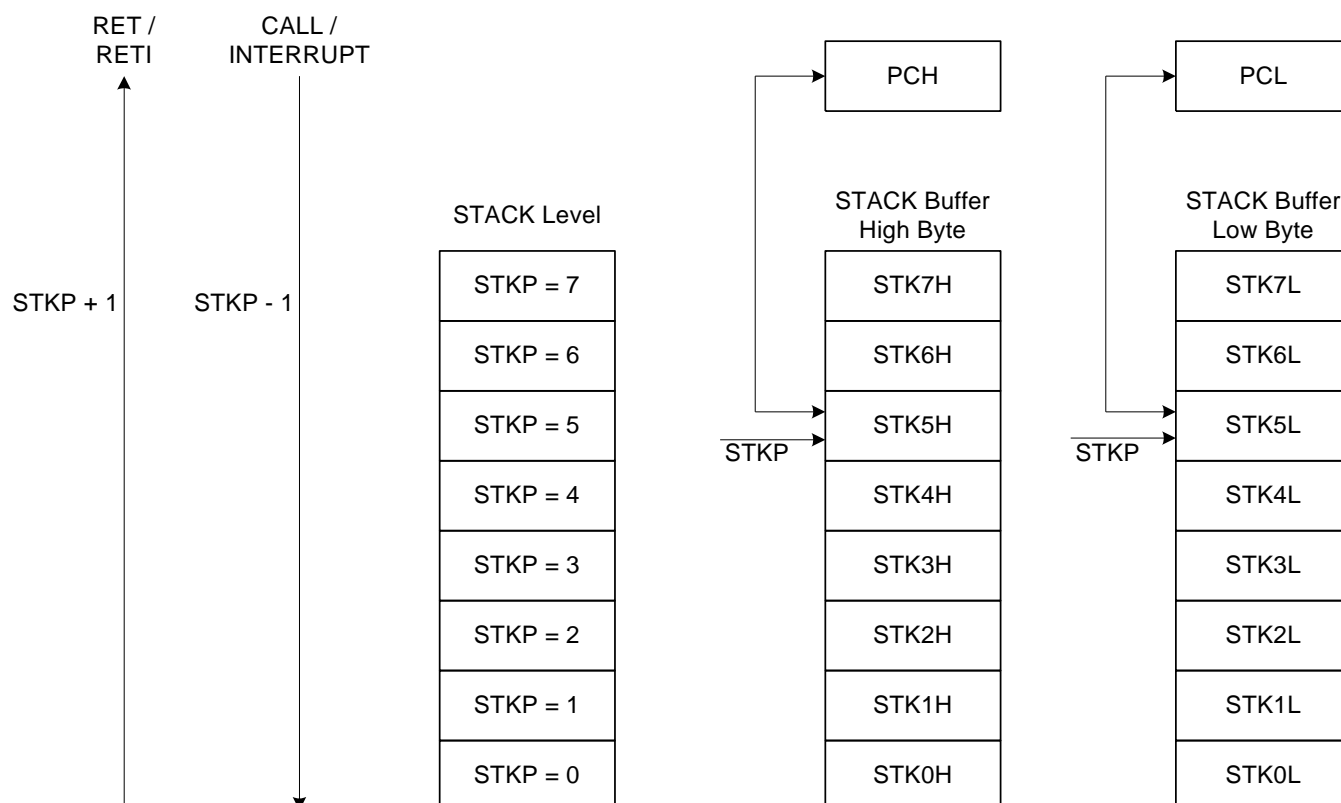 RET /
RETI
CALL /
INTERRUPT
PCH
PCL
STACK Level
STACK Buffer
High Byte
STACK Buffer
Low Byte
STKP + 1
STKP - 1
STKP = 7
STK7H
STK7L
STKP = 6
STK6H
STK6L
STKP = 5
STK5H
STK5L
STKP
STKP
STKP = 4
STK4H
STK4L
STKP = 3
STK3H
STK3L
STKP = 2
STK2H
STK2L
STKP = 1
STK1H
STK1L
STKP = 0
STK0H
STK0L